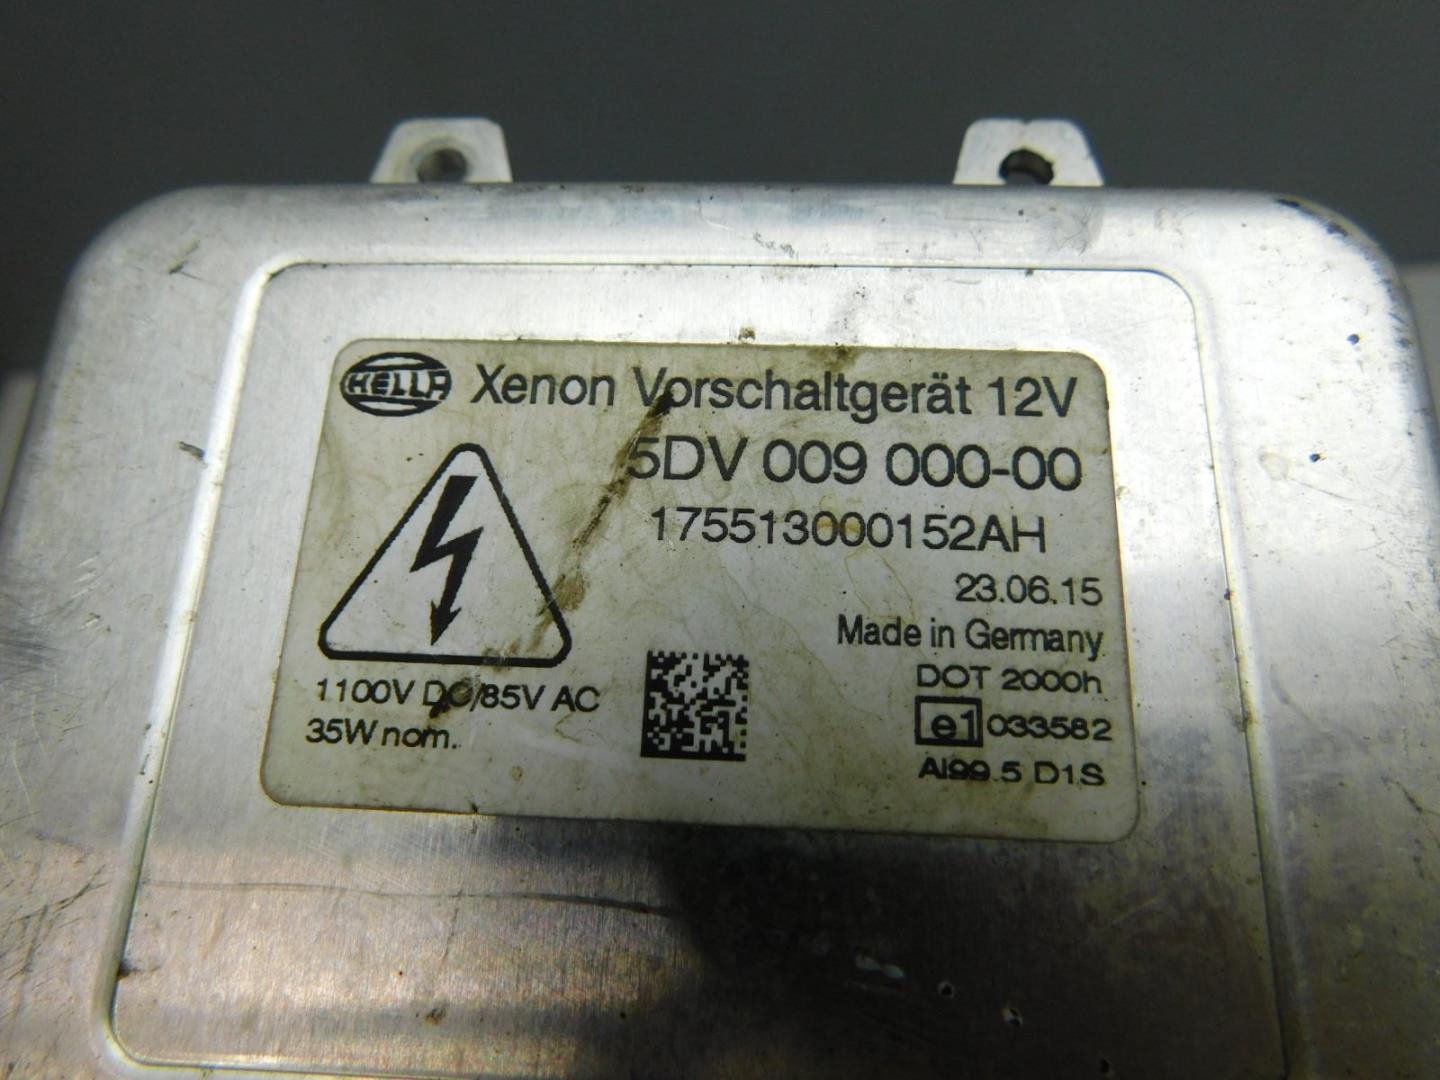 HELLA Xenon Vorschaltgerät 12V
5DV 009 000-00
175513000152AH
23.06.15
Made in Germany
1100V DC/85V AC
35W nom.
DOT 2000h
e1 033582
AI99.5 D1S